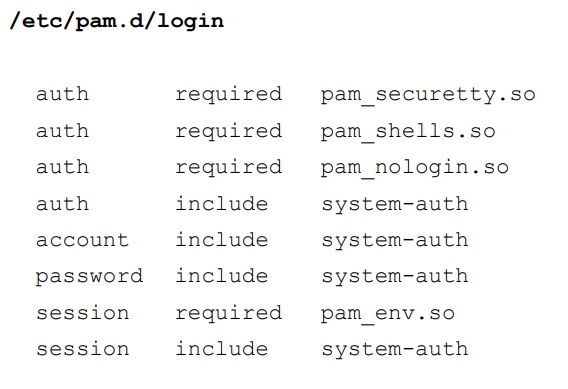 /etc/pam.d/login
auth required pam_securetty.so
auth required pam_shells.so
auth required pam_nologin.so
auth include system-auth
account include system-auth
password include system-auth
session required pam_env.so
session include system-auth